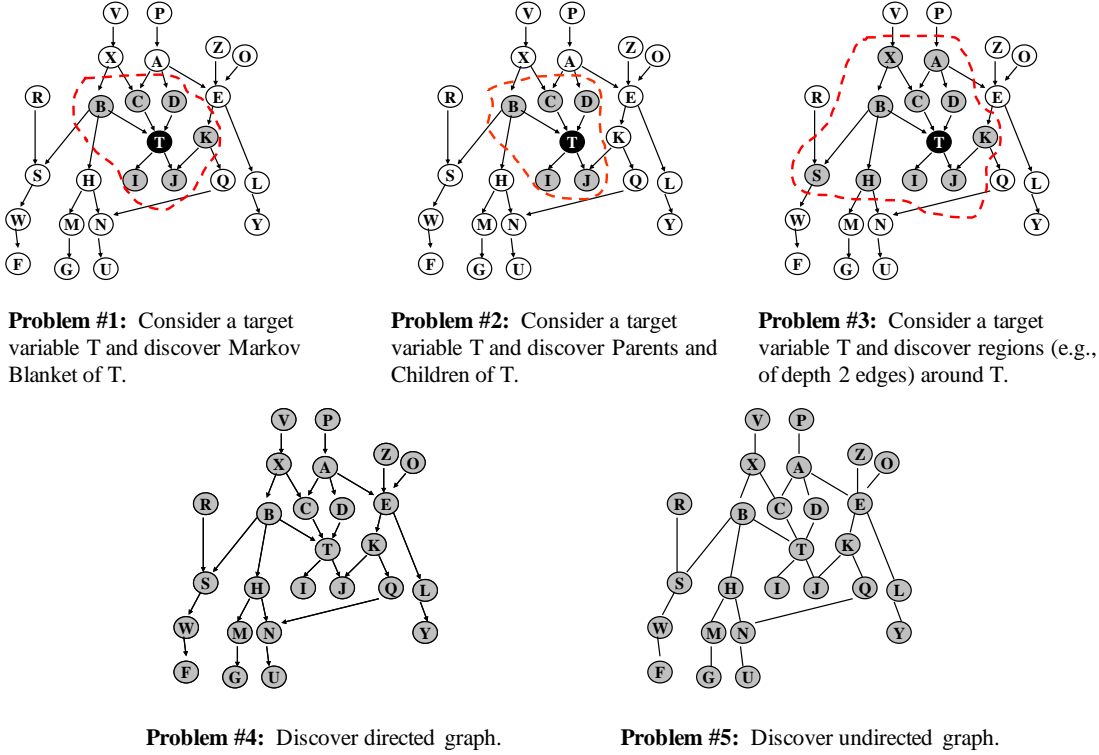 V P
X A Z O
R B C D E
T K
S H I J Q L
W M N Y
F G U
V P
X A Z O
R B C D E
T K
S H I J Q L
W M N Y
F G U
V P
X A Z O
R B C D E
T K
S H I J Q L
W M N Y
F G U
Problem #1: Consider a target
variable T and discover Markov
Blanket of T.
Problem #2: Consider a target
variable T and discover Parents and
Children of T.
Problem #3: Consider a target
variable T and discover regions (e.g.,
of depth 2 edges) around T.
V P
X A Z O
R B C D E
T K
S H I J Q L
W M N Y
F G U
V P
X A Z O
R B C D E
T K
S H I J Q L
W M N Y
F G U
Problem #4: Discover directed graph.
Problem #5: Discover undirected graph.